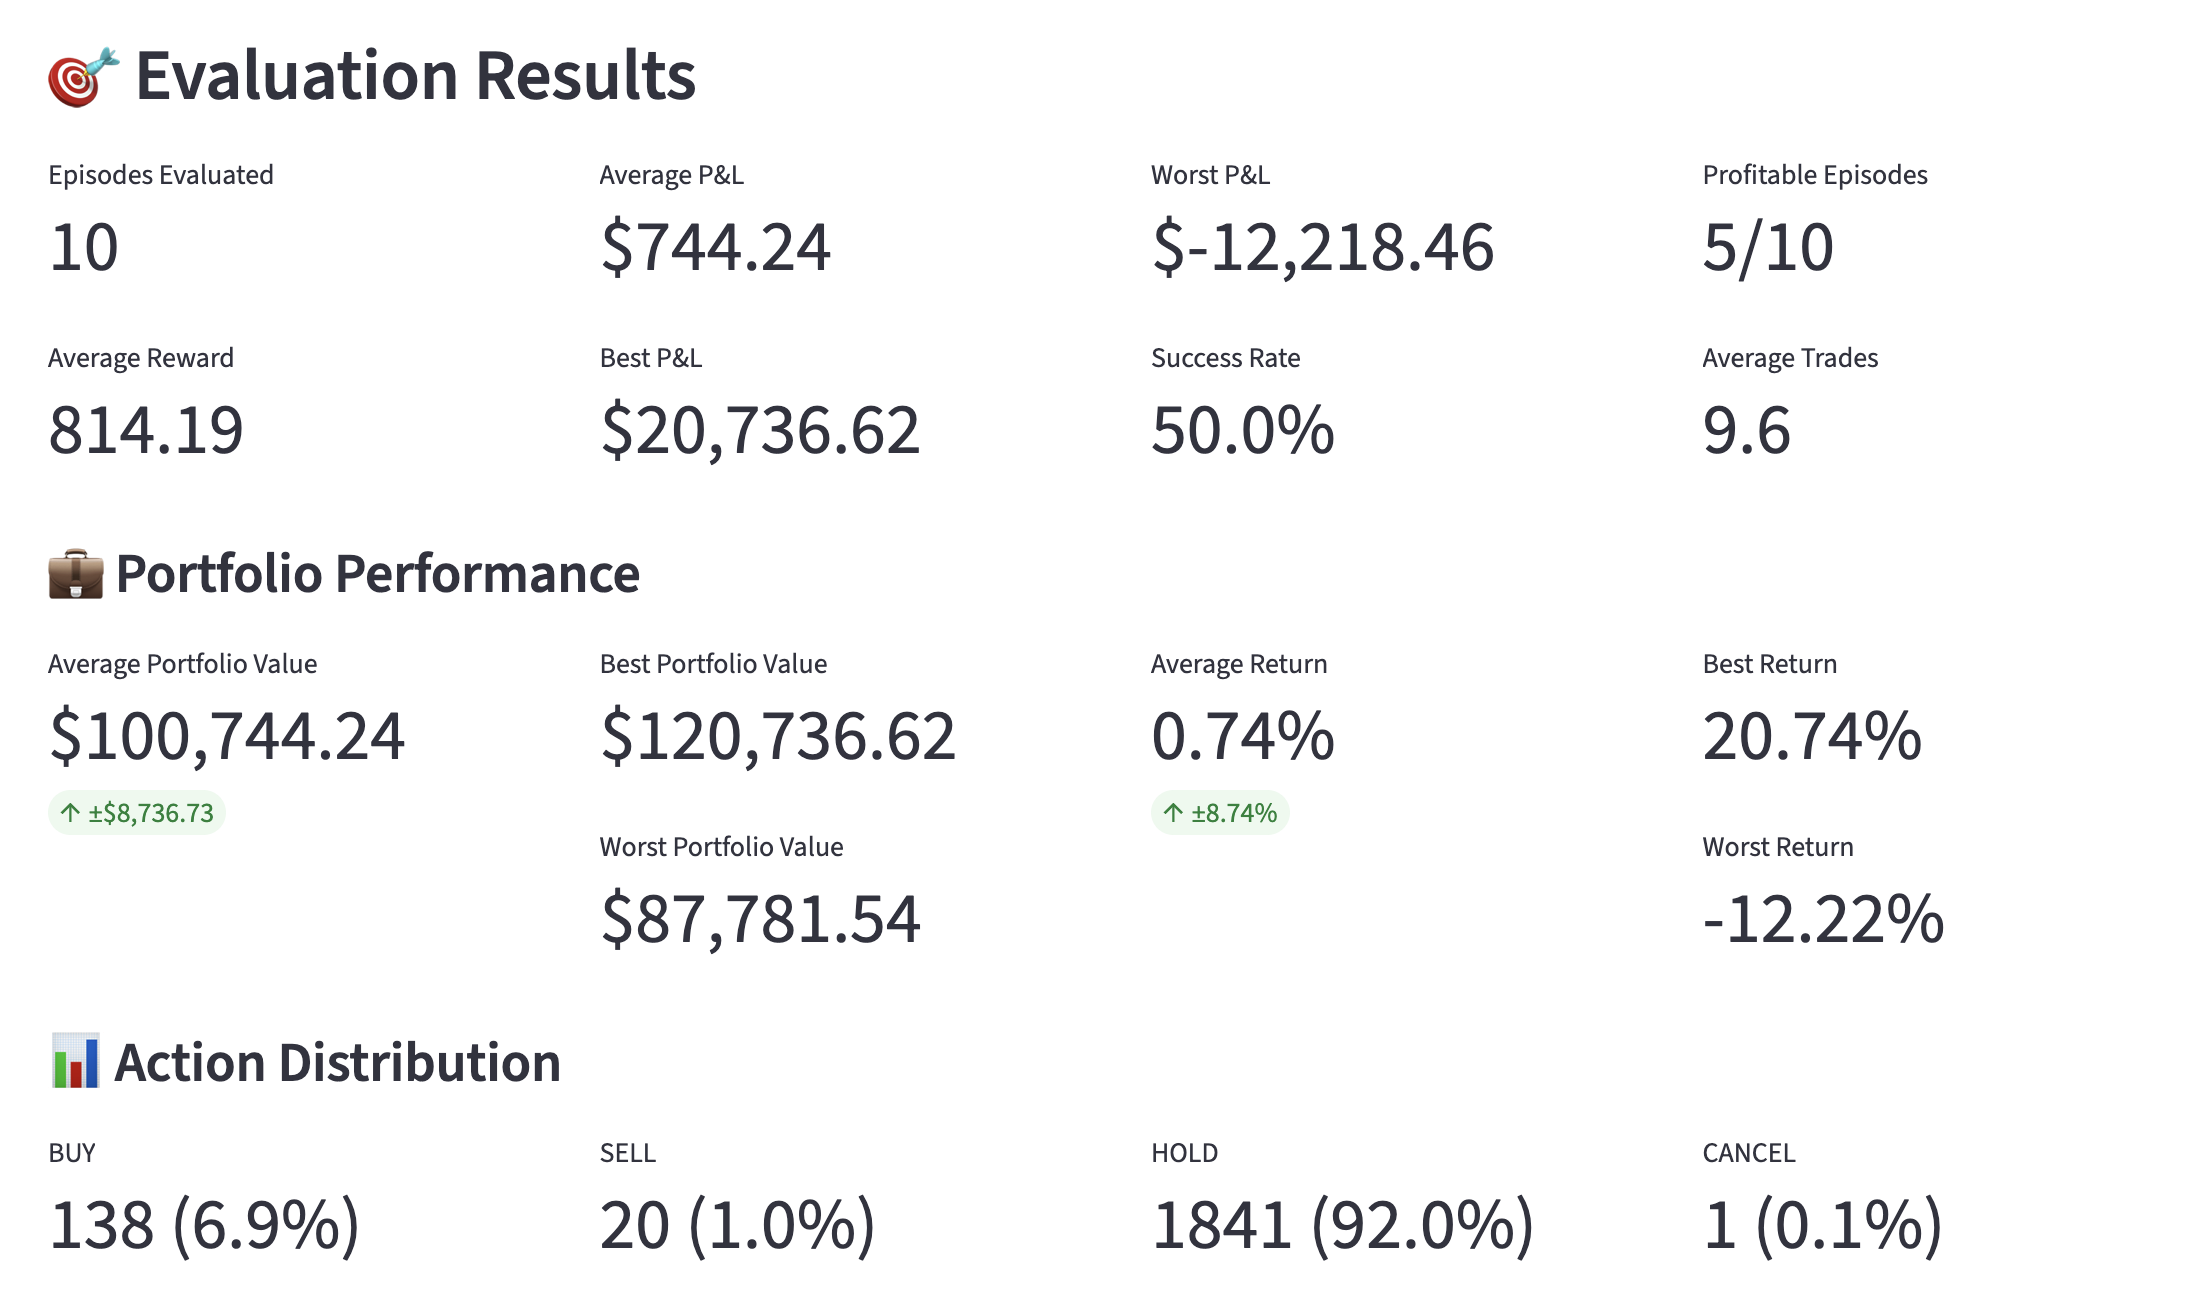 Evaluation Results
Episodes Evaluated
10
Average P&L
$744.24
Worst P&L
$-12,218.46
Profitable Episodes
5/10
Average Reward
814.19
Best P&L
$20,736.62
Success Rate
50.0%
Average Trades
9.6
Portfolio Performance
Average Portfolio Value
$100,744.24
↑ ±$8,736.73
Best Portfolio Value
$120,736.62
Worst Portfolio Value
$87,781.54
Average Return
0.74%
↑ ±8.74%
Best Return
20.74%
Worst Return
-12.22%
Action Distribution
BUY
138 (6.9%)
SELL
20 (1.0%)
HOLD
1841 (92.0%)
CANCEL
1 (0.1%)